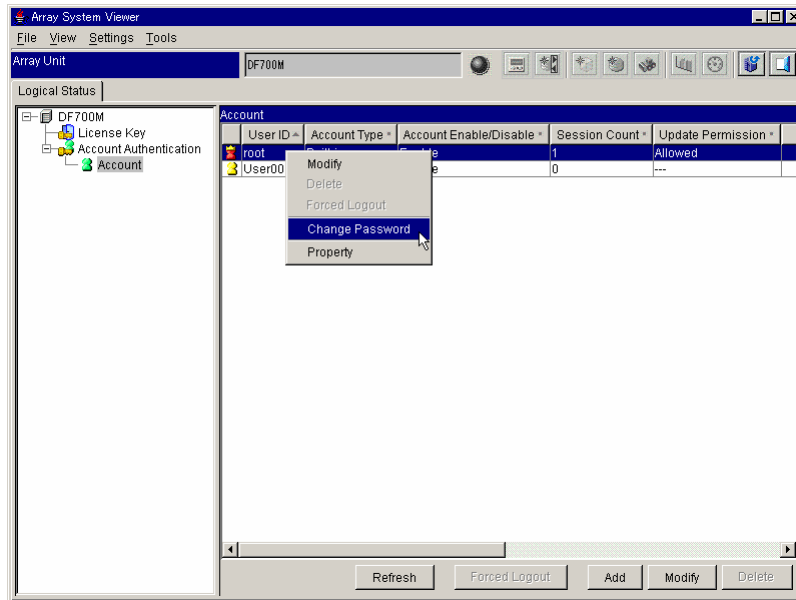 Array System Viewer
File View Settings Tools
Array Unit
DF700M
Logical Status
DF700M
License Key
Account Authentication
Account
Account
User ID Account Type Account Enable/Disable Session Count Update Permission
root 1 Allowed
User00 0 ---
Modify
Delete
Forced Logout
Change Password
Property
Refresh Forced Logout Add Modify Delete